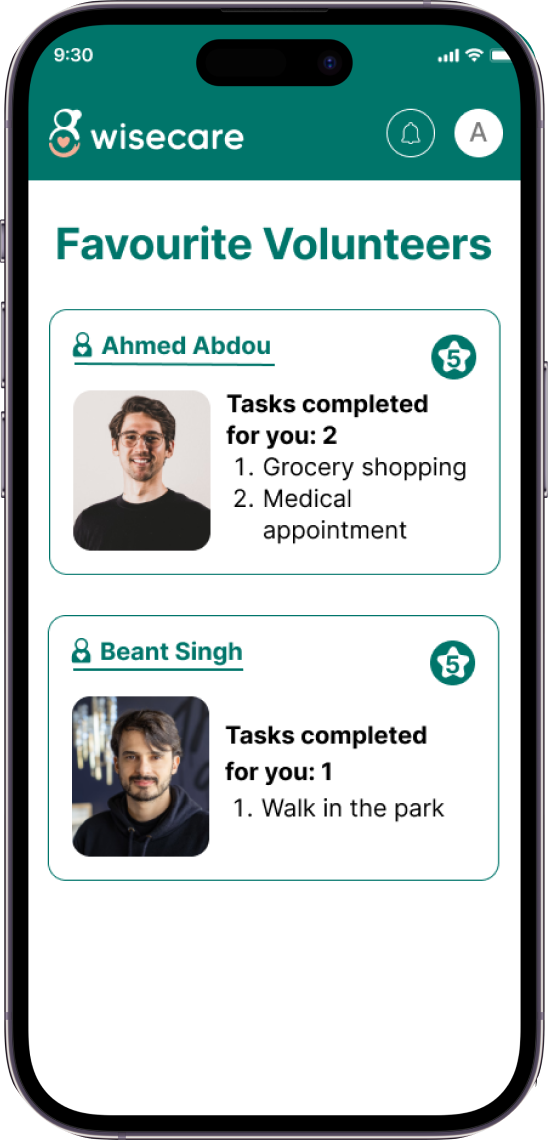 9:30
wisecare
A
Favourite Volunteers
Ahmed Abdou
5
Tasks completed
for you: 2
1. Grocery shopping
2. Medical
appointment
Beant Singh
5
Tasks completed
for you: 1
1. Walk in the park